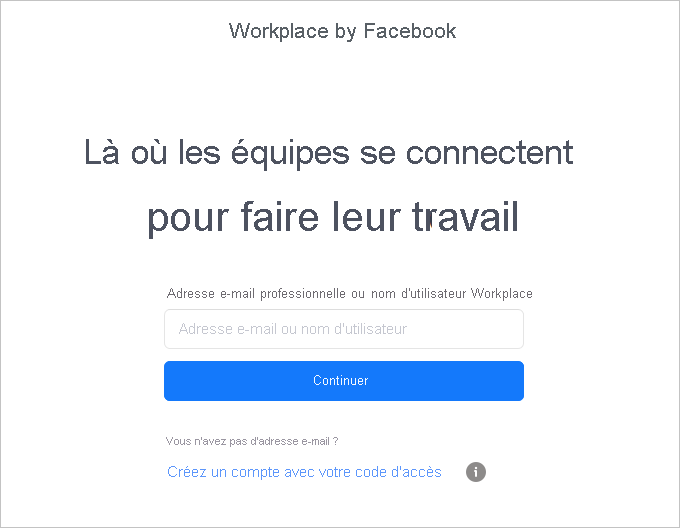 Workplace by Facebook
Là où les équipes se connectent
pour faire leur travail
Adresse e-mail professionnelle ou nom d'utilisateur Workplace
Adresse e-mail ou nom d'utilisateur
Continuer
Vous n'avez pas d'adresse e-mail ?
Créez un compte avec votre code d'accès